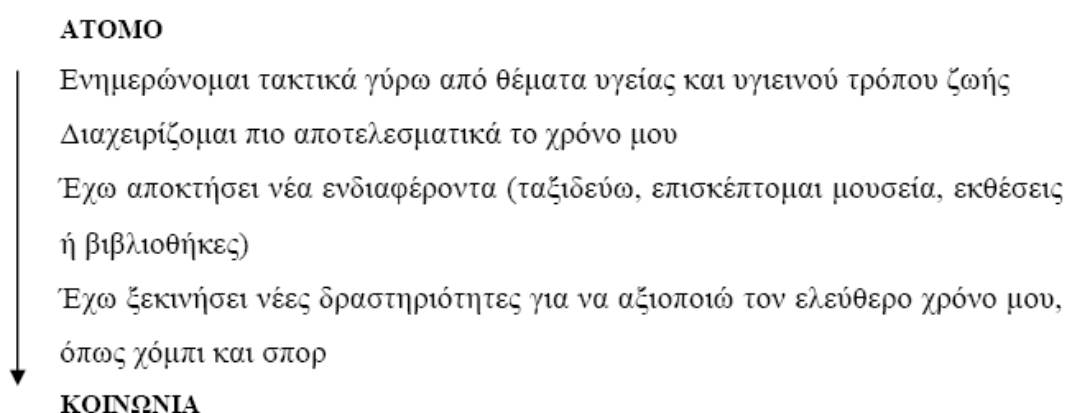 ΑΤΟΜΟ
Ενημερώνομαι τακτικά γύρω από θέματα υγείας και υγιεινού τρόπου ζωής
Διαχειρίζομαι πιο αποτελεσματικά το χρόνο μου
Έχω αποκτήσει νέα ενδιαφέροντα (ταξιδεύω, επισκέπτομαι μουσεία, εκθέσεις
ή βιβλιοθήκες)
Έχω ξεκινήσει νέες δραστηριότητες για να αξιοποιώ τον ελεύθερο χρόνο μου,
όπως χόμπι και σπορ
ΚΟΙΝΩΝΙΑ